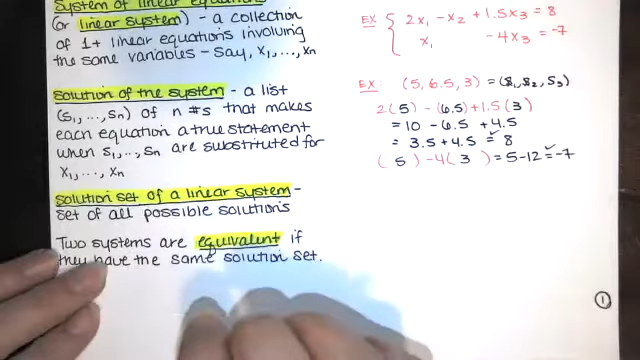 System of linear equations
(or linear system) - a collection
of 1+ linear equations involving
the same variables - say, x₁, ..., xₙ
solution of the system - a list
(s₁, ..., sₙ) of n #s that makes
each equation a true statement
when s₁, ..., sₙ are substituted for
x₁, ..., xₙ
solution set of a linear system -
set of all possible solutions
Two systems are equivalent if
they have the same solution set.
EX: { 2x₁ - x₂ + 1.5x₃ = 8
x₁ - 4x₃ = -7
EX: (5, 6.5, 3) = (s₁, s₂, s₃)
2(5) - (6.5) + 1.5(3)
= 10 - 6.5 + 4.5
= 3.5 + 4.5 = 8 ✓
(5) - 4(3) = 5 - 12 = -7 ✓
1